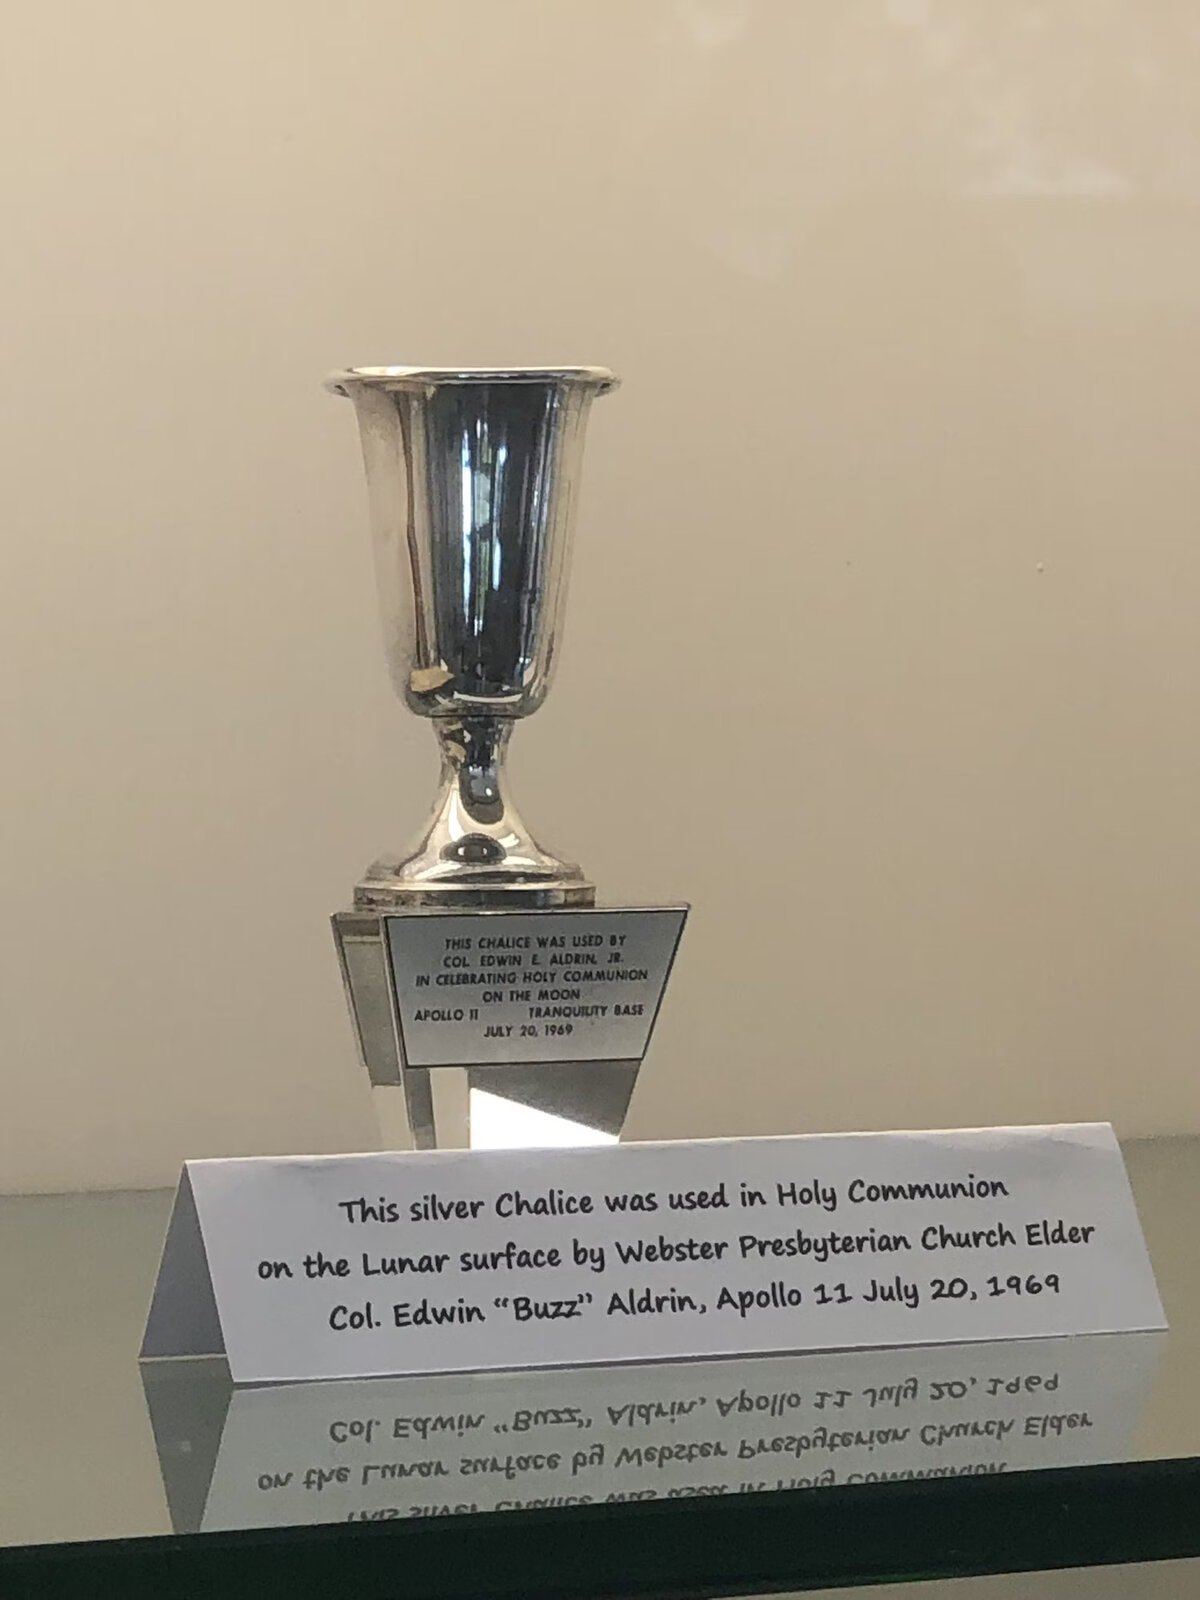 THIS CHALICE WAS USED BY
COL. EDWIN E. ALDRIN, JR.
IN CELEBRATING HOLY COMMUNION
ON THE MOON
APOLLO 11 TRANQUILITY BASE
JULY 20, 1969
This silver Chalice was used in Holy Communion
on the Lunar surface by Webster Presbyterian Church Elder
Col. Edwin “Buzz” Aldrin, Apollo 11 July 20, 1969